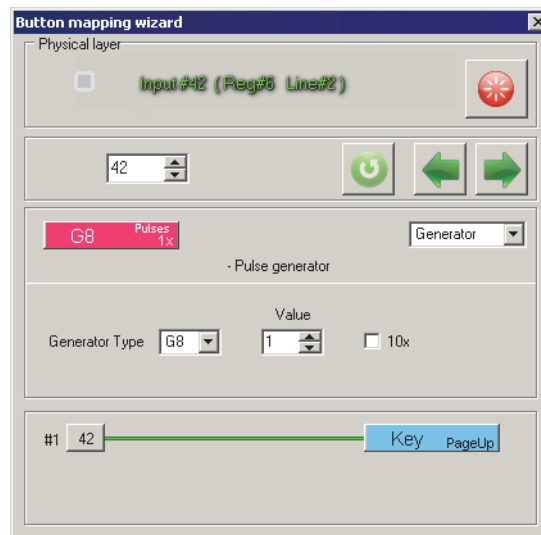 Button mapping wizard
Physical layer
Input#42 (Reg#6 Line#2)
42
G8 Pulses 1x
Generator
- Pulse generator
Value
Generator Type G8 1 10x
#1 42 Key PageUp